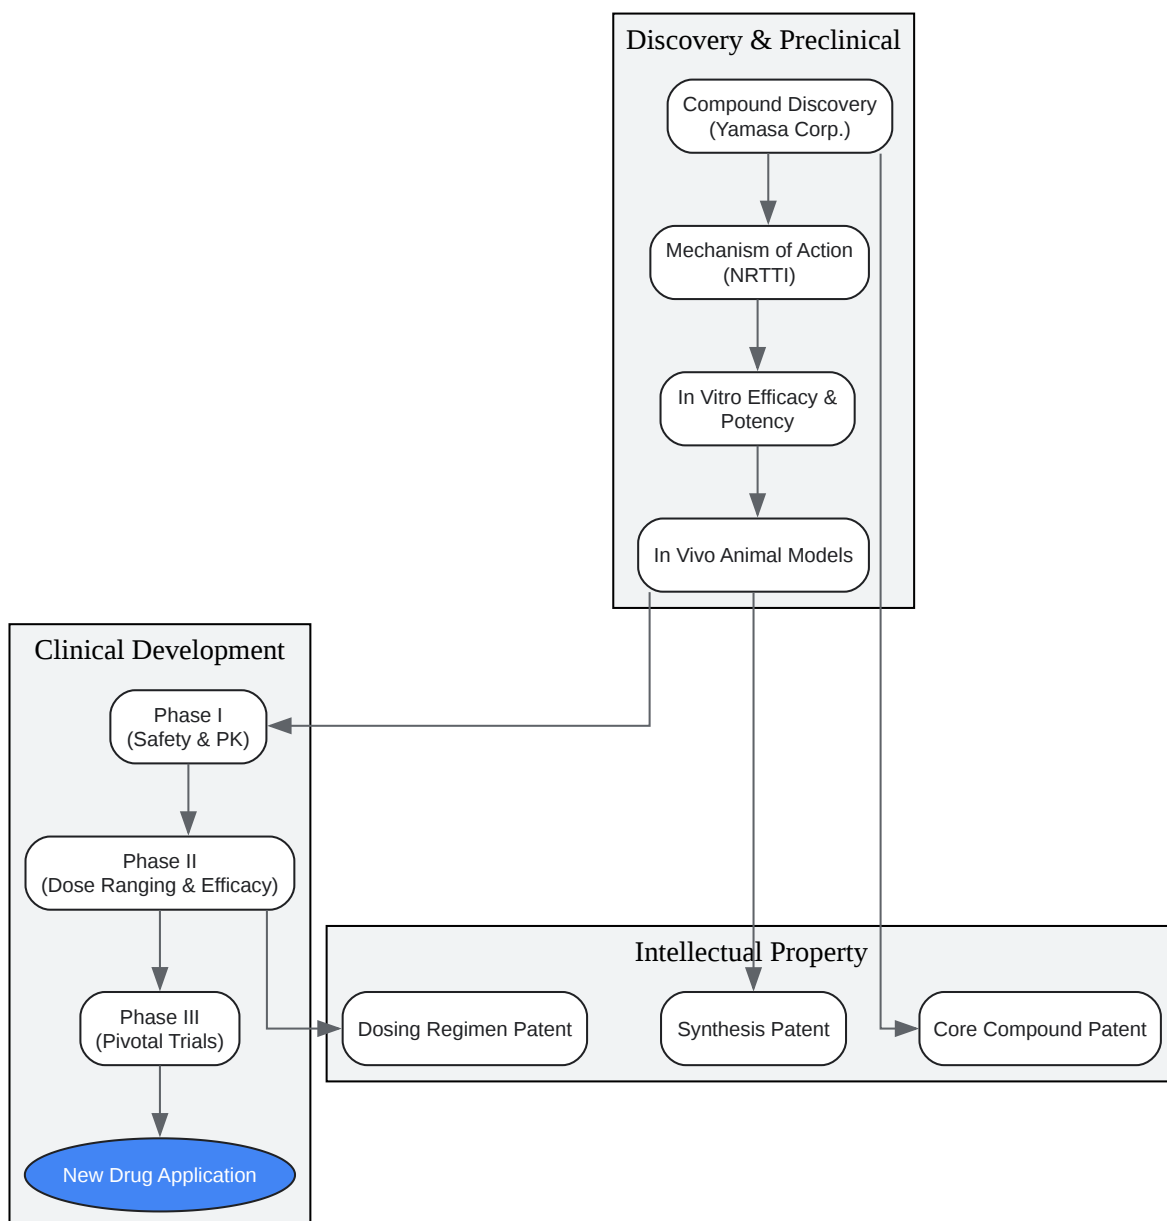 Discovery & Preclinical
Compound Discovery
(Yamasa Corp.)
Mechanism of Action
(NRTTI)
In Vitro Efficacy &
Potency
In Vivo Animal Models
Clinical Development
Phase I
(Safety & PK)
Phase II
(Dose Ranging & Efficacy)
Phase III
(Pivotal Trials)
New Drug Application
Intellectual Property
Dosing Regimen Patent
Synthesis Patent
Core Compound Patent